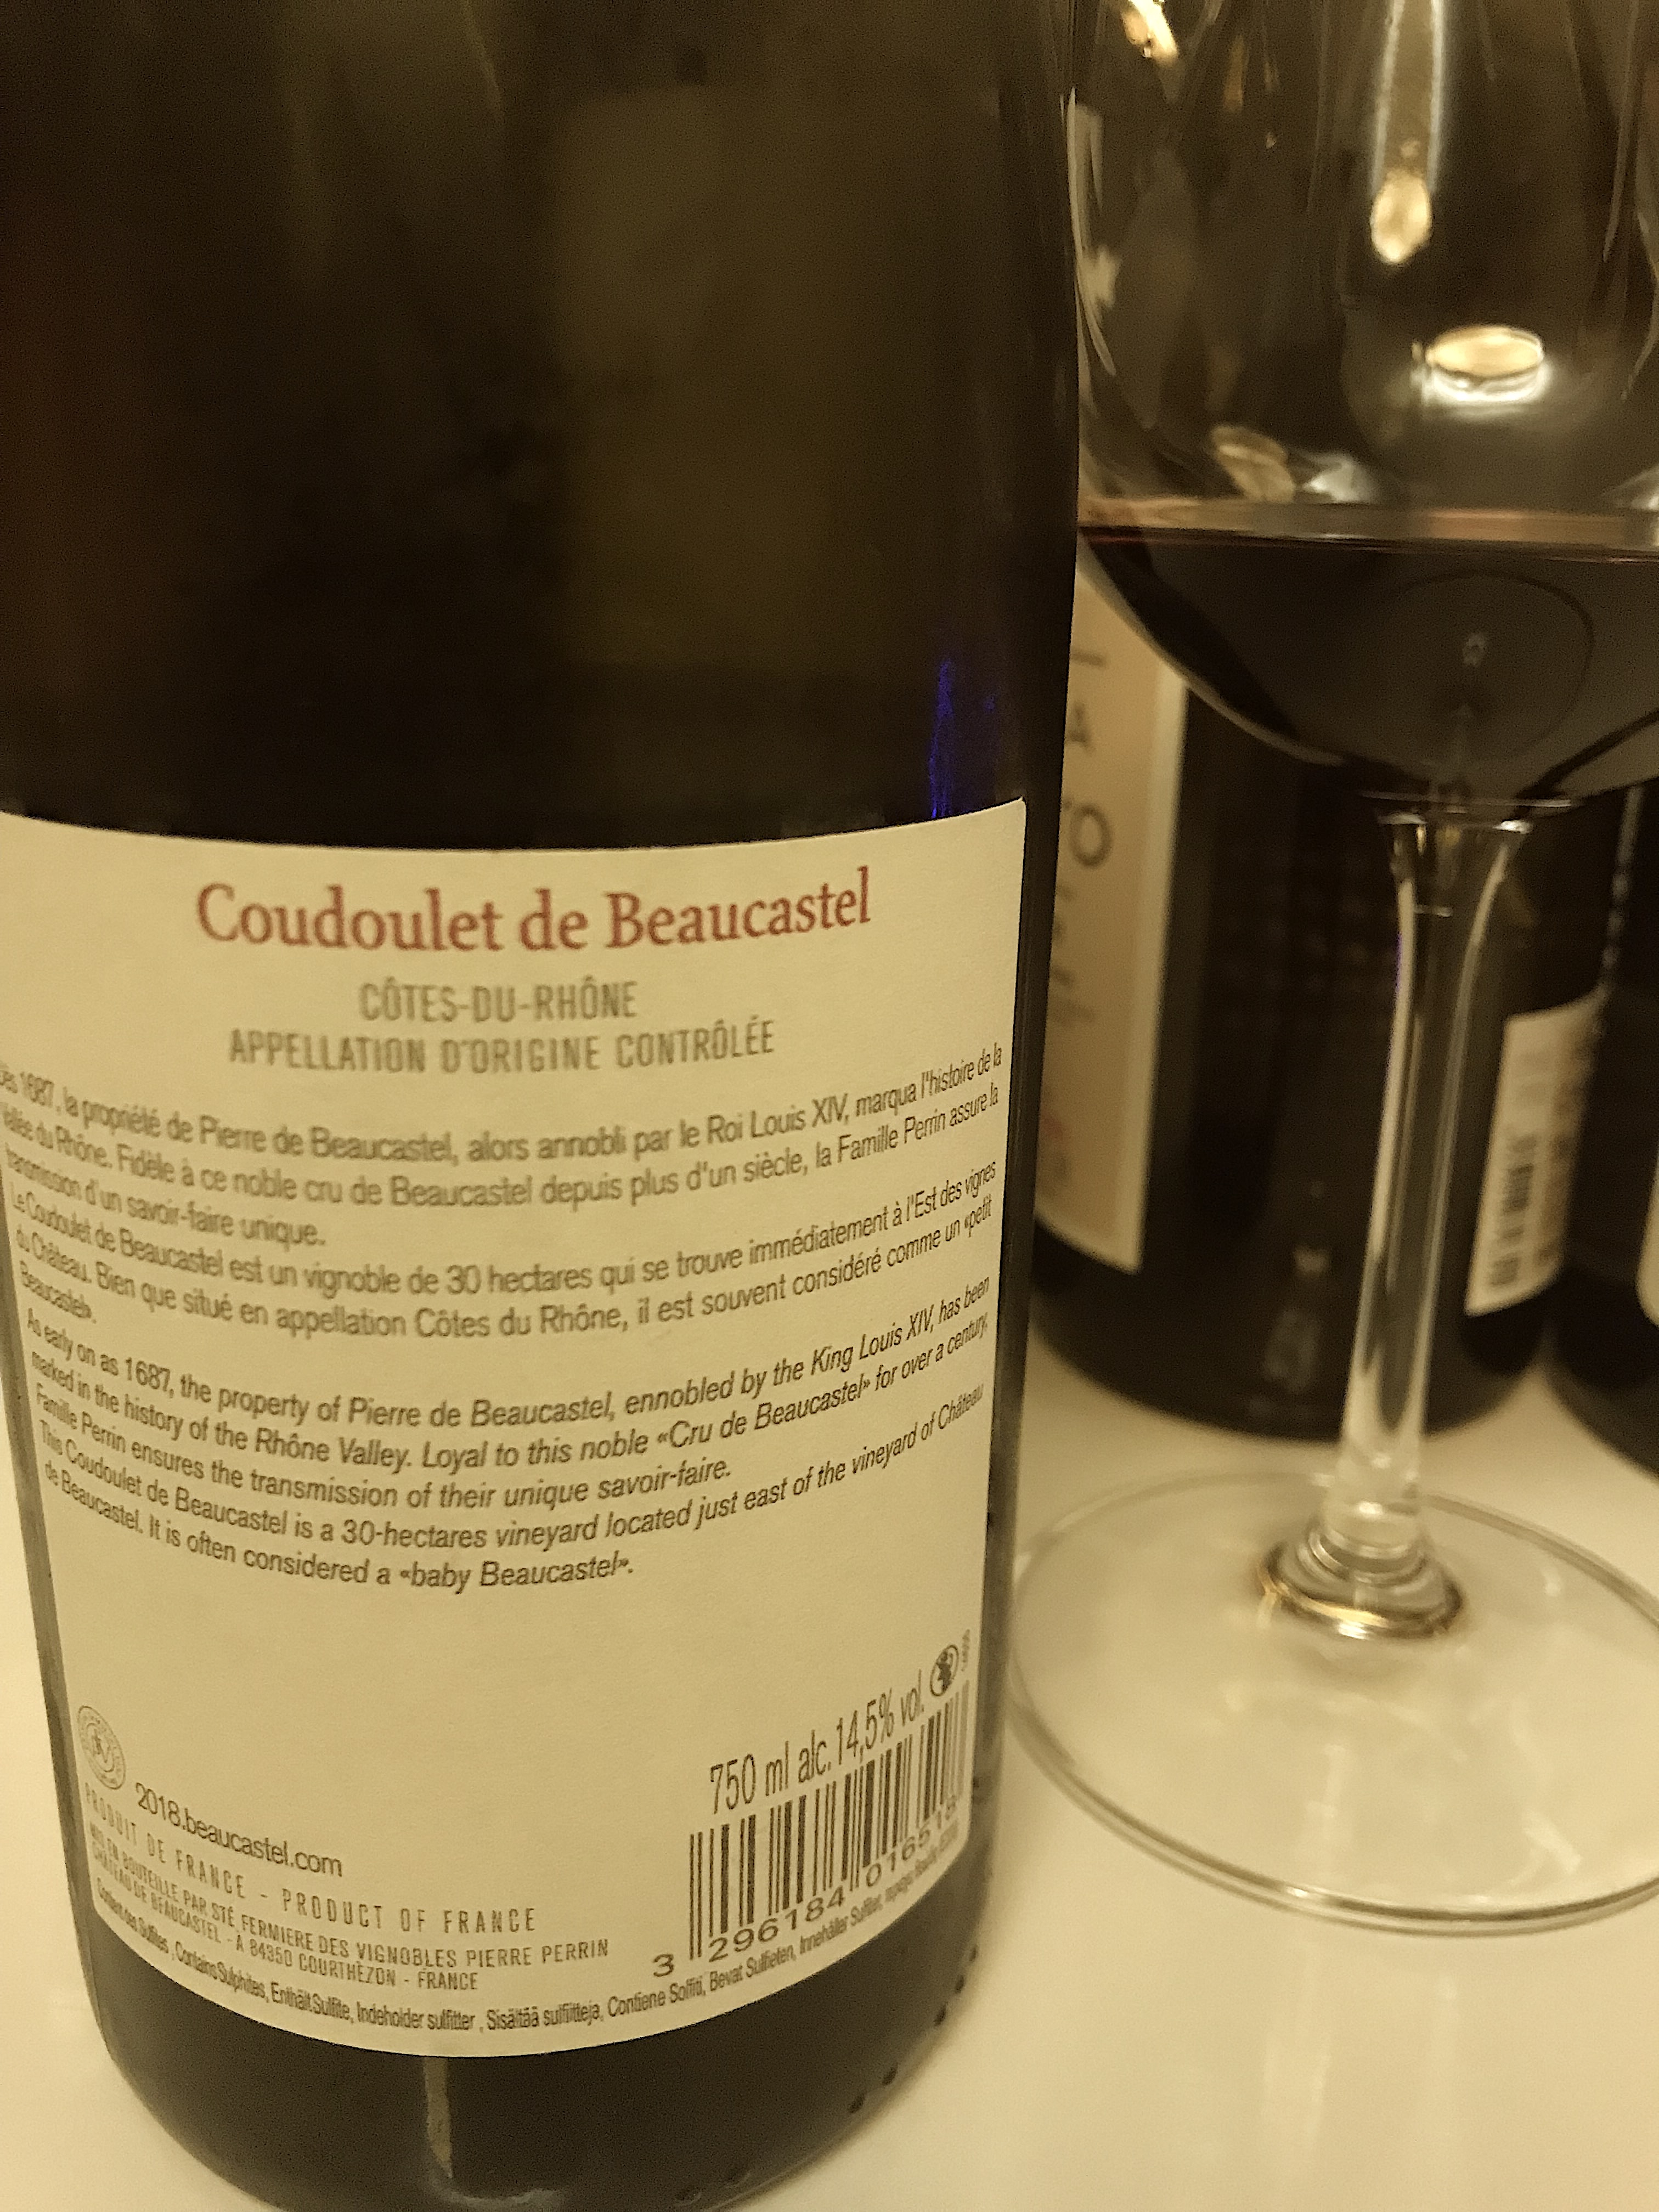 Coudoulet de Beaucastel
CÔTES-DU-RHÔNE
APPELLATION D'ORIGINE CONTRÔLÉE
Dès 1687, la propriété de Pierre de Beaucastel, alors annobli par le Roi Louis XIV, marqua l'histoire de la
Vallée du Rhône. Fidèle à ce noble cru de Beaucastel depuis plus d'un siècle, la Famille Perrin assure la
transmission d'un savoir-faire unique.
Le Coudoulet de Beaucastel est un vignoble de 30 hectares qui se trouve immédiatement à l'Est des vignes
du Château. Bien que situé en appellation Côtes du Rhône, il est souvent considéré comme un «petit
Beaucastel».
As early on as 1687, the property of Pierre de Beaucastel, ennobled by the King Louis XIV, has been
marked in the history of the Rhône Valley. Loyal to this noble «Cru de Beaucastel» for over a century,
Famille Perrin ensures the transmission of their unique savoir-faire.
This Coudoulet de Beaucastel is a 30-hectares vineyard located just east of the vineyard of Château
de Beaucastel. It is often considered a «baby Beaucastel».
750 ml alc.14,5% vol.
2018.beaucastel.com
PRODUIT DE FRANCE - PRODUCT OF FRANCE
MIS EN BOUTEILLE PAR STÉ FERMIERE DES VIGNOBLES PIERRE PERRIN
CHÂTEAU DE BEAUCASTEL - A 84350 COURTHÉZON - FRANCE
3 296184 016518
Contient des Sulfites, Contains Sulphites, Enthält Sulfite, Indeholder sulfitter , Sisältää sulfiitteja, Contiene Solfiti, Bevat Sulfieten, Innehåller Sulfiter,
A
O